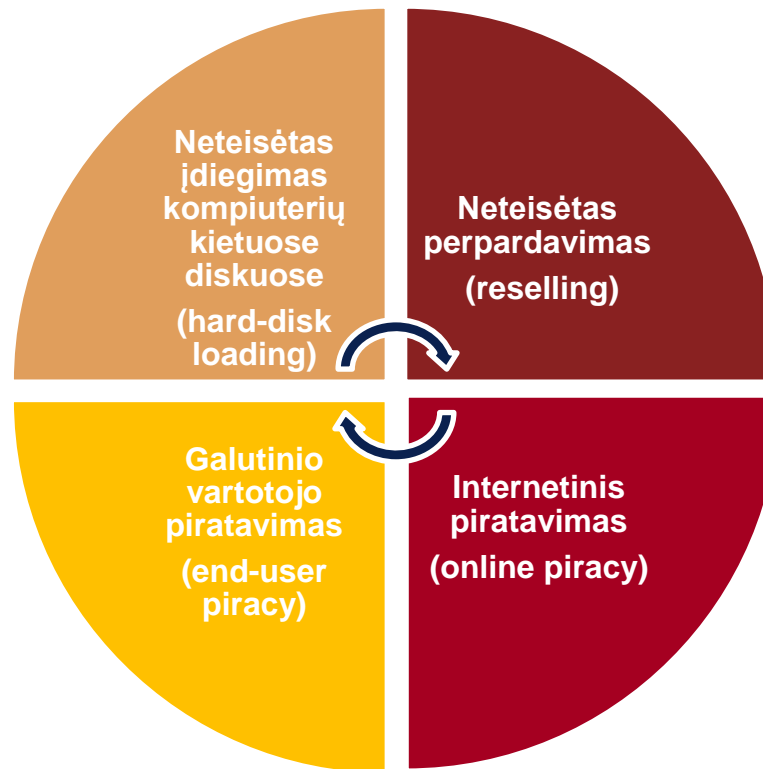 Neteisėtas
įdiegimas
kompiuterių
kietuose
diskuose
(hard-disk
loading)
Neteisėtas
perpardavimas
(reselling)
Galutinio
vartotojo
piratavimas
(end-user
piracy)
Internetinis
piratavimas
(online piracy)